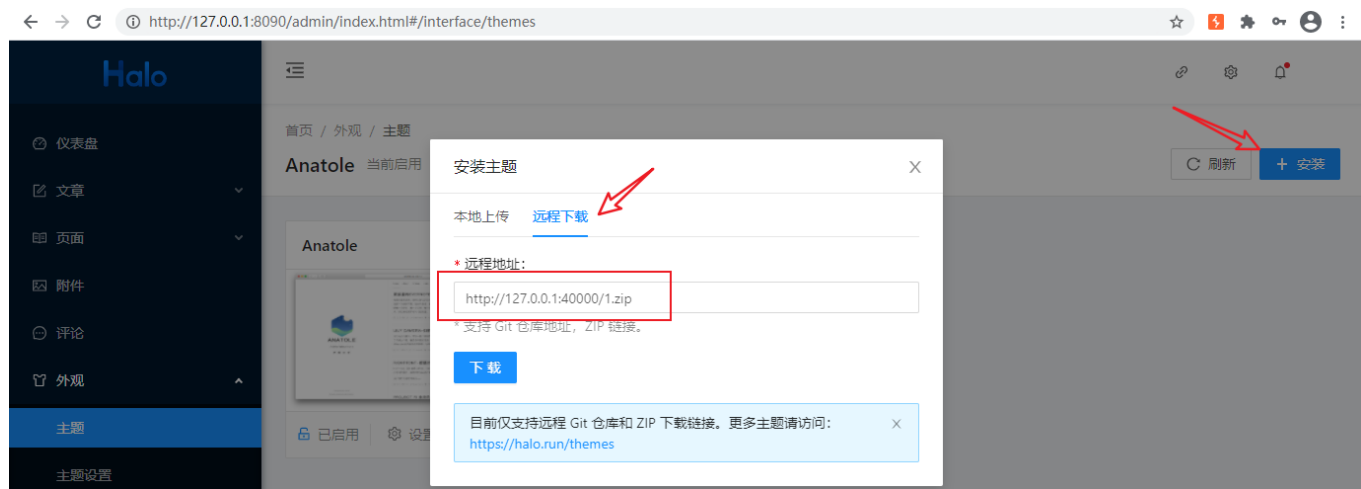 http://127.0.0.1:8090/admin/index.html#/interface/themes
Halo
首页 / 外观 / 主题
Anatole 当前启用
刷新
安装
仪表盘
文章
页面
附件
评论
外观
主题
主题设置
Anatole
ANATOLE
已启用
设置
安装主题
本地上传 远程下载
* 远程地址:
http://127.0.0.1:40000/1.zip
* 支持 Git 仓库地址,ZIP 链接。
下 载
目前仅支持远程 Git 仓库和 ZIP 下载链接。更多主题请访问:
https://halo.run/themes